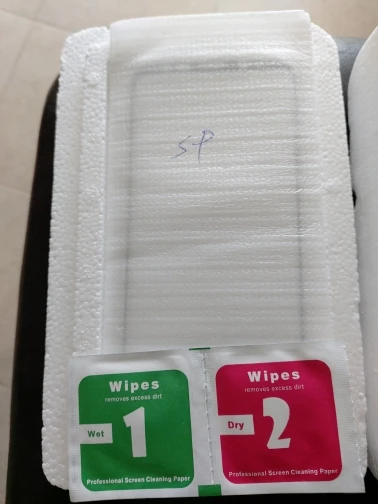 SP
Wipes
removes excess dirt
Wet
1
Professional Screen Cleaning Paper
Wipes
removes excess dirt
Dry
2
Professional Screen Cleaning Paper